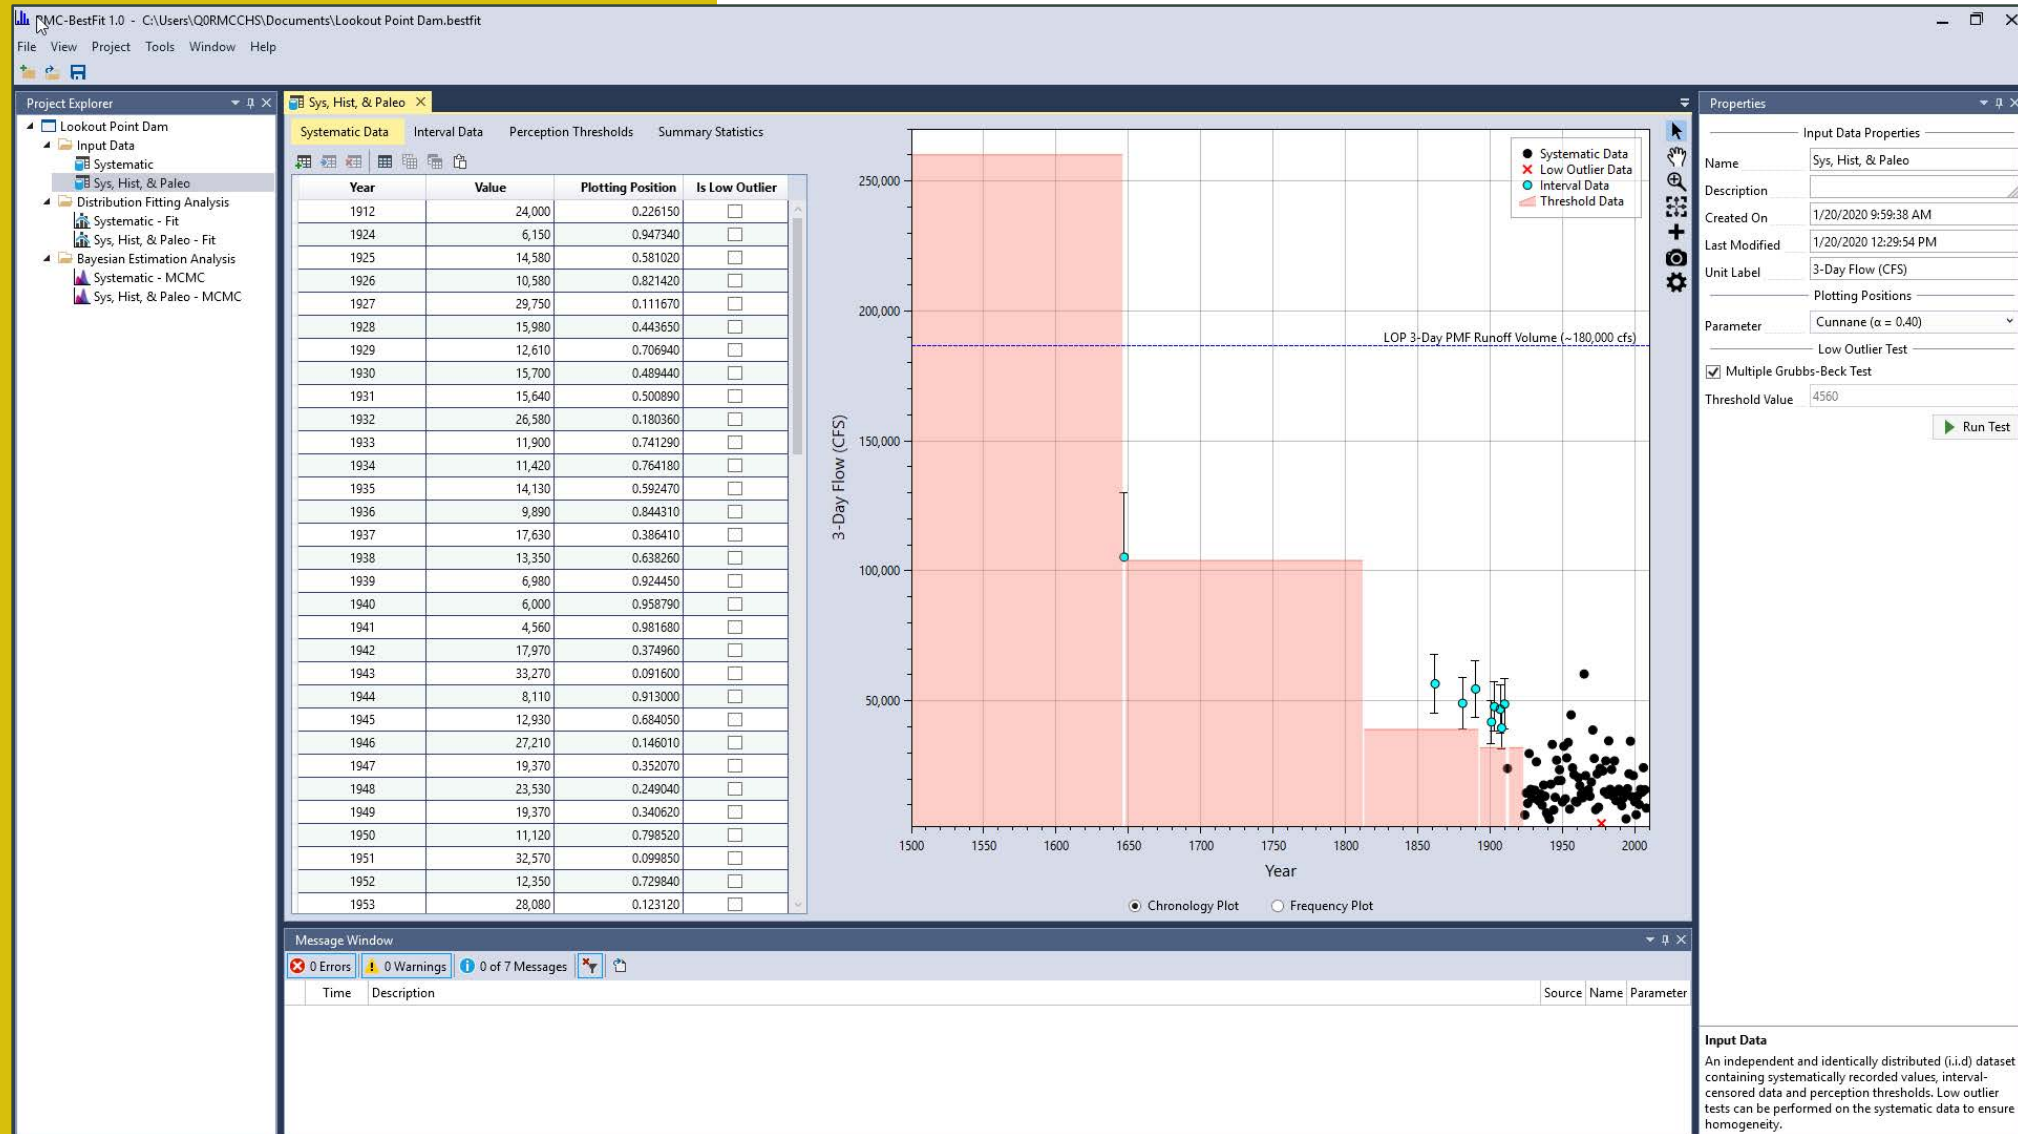 RMC-BestFit 1.0 - C:\Users\Q0RMCCHS\Documents\Lookout Point Dam.bestfit
File View Project Tools Window Help
Project Explorer
Lookout Point Dam
Input Data
Systematic
Sys, Hist, & Paleo
Distribution Fitting Analysis
Systematic - Fit
Sys, Hist, & Paleo - Fit
Bayesian Estimation Analysis
Systematic - MCMC
Sys, Hist, & Paleo - MCMC
Sys, Hist, & Paleo
Systematic Data Interval Data Perception Thresholds Summary Statistics
Year Value Plotting Position Is Low Outlier
1912 24,000 0.226150
1924 6,150 0.947340
1925 14,580 0.581020
1926 10,580 0.821420
1927 29,750 0.111670
1928 15,980 0.443650
1929 12,610 0.706940
1930 15,700 0.489440
1931 15,640 0.500890
1932 26,580 0.180360
1933 11,900 0.741290
1934 11,420 0.764180
1935 14,130 0.592470
1936 9,890 0.844310
1937 17,630 0.386410
1938 13,350 0.638260
1939 6,980 0.924450
1940 6,000 0.958790
1941 4,560 0.981680
1942 17,970 0.374960
1943 33,270 0.091600
1944 8,110 0.913000
1945 12,930 0.684050
1946 27,210 0.146010
1947 19,370 0.352070
1948 23,530 0.249040
1949 19,370 0.340620
1950 11,120 0.798520
1951 32,570 0.099850
1952 12,350 0.729840
1953 28,080 0.123120
Systematic Data
Low Outlier Data
Interval Data
Threshold Data
LOP 3-Day PMF Runoff Volume (~180,000 cfs)
3-Day Flow (CFS)
250,000
200,000
150,000
100,000
50,000
1500 1550 1600 1650 1700 1750 1800 1850 1900 1950 2000
Year
Chronology Plot Frequency Plot
Message Window
0 Errors 0 Warnings 0 of 7 Messages
Time Description Source Name Parameter
Properties
Input Data Properties
Name Sys, Hist, & Paleo
Description
Created On 1/20/2020 9:59:38 AM
Last Modified 1/20/2020 12:29:54 PM
Unit Label 3-Day Flow (CFS)
Plotting Positions
Parameter Cunnane (α = 0.40)
Low Outlier Test
Multiple Grubbs-Beck Test
Threshold Value 4560
Run Test
Input Data
An independent and identically distributed (i.i.d) dataset
containing systematically recorded values, interval-
censored data and perception thresholds. Low outlier
tests can be performed on the systematic data to ensure
homogeneity.